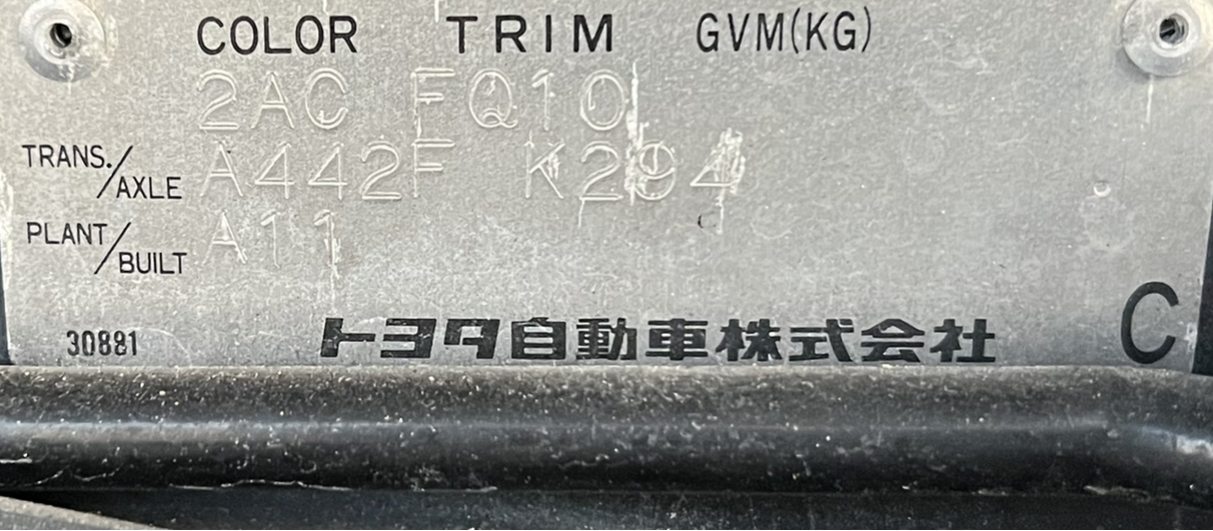 COLOR TRIM GVM(KG)
2AC FQ10
TRANS./AXLE A442F K294
PLANT/BUILT A11
30881
トヨタ自動車株式会社
C